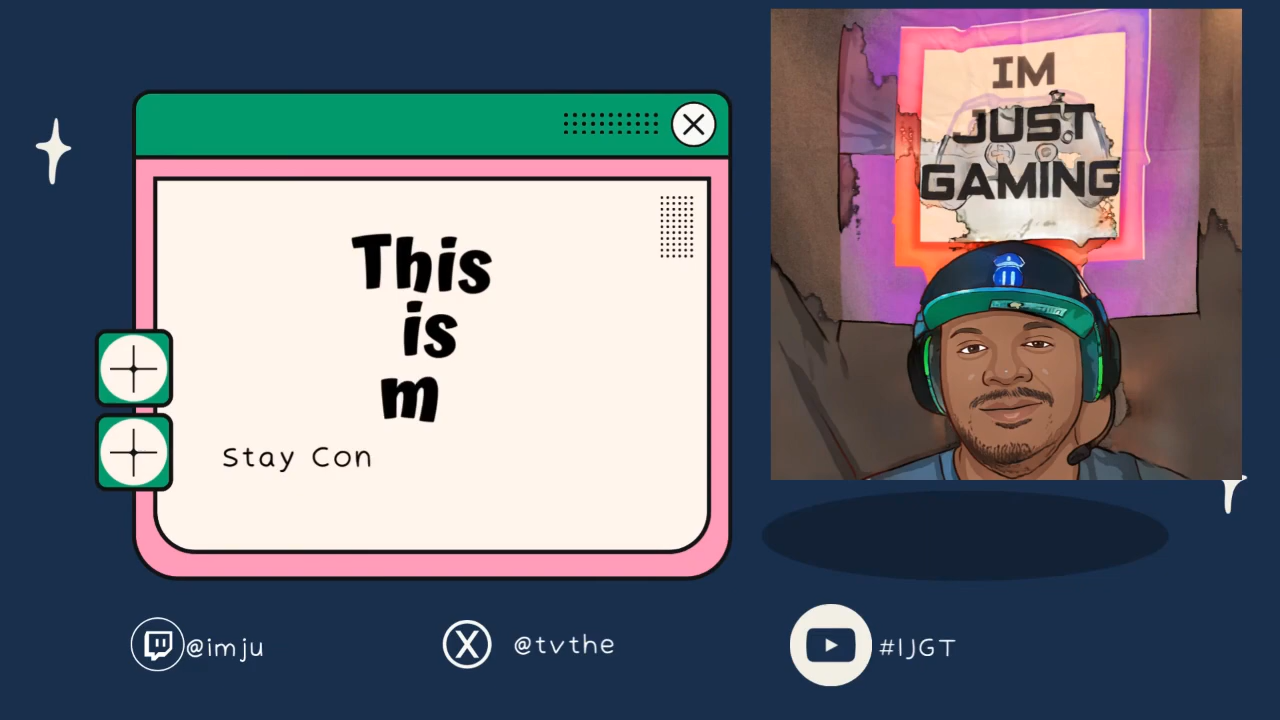 IM
JUST
GAMING
This
is
m
Stay Con
@imju
@tvthe
#IJGT